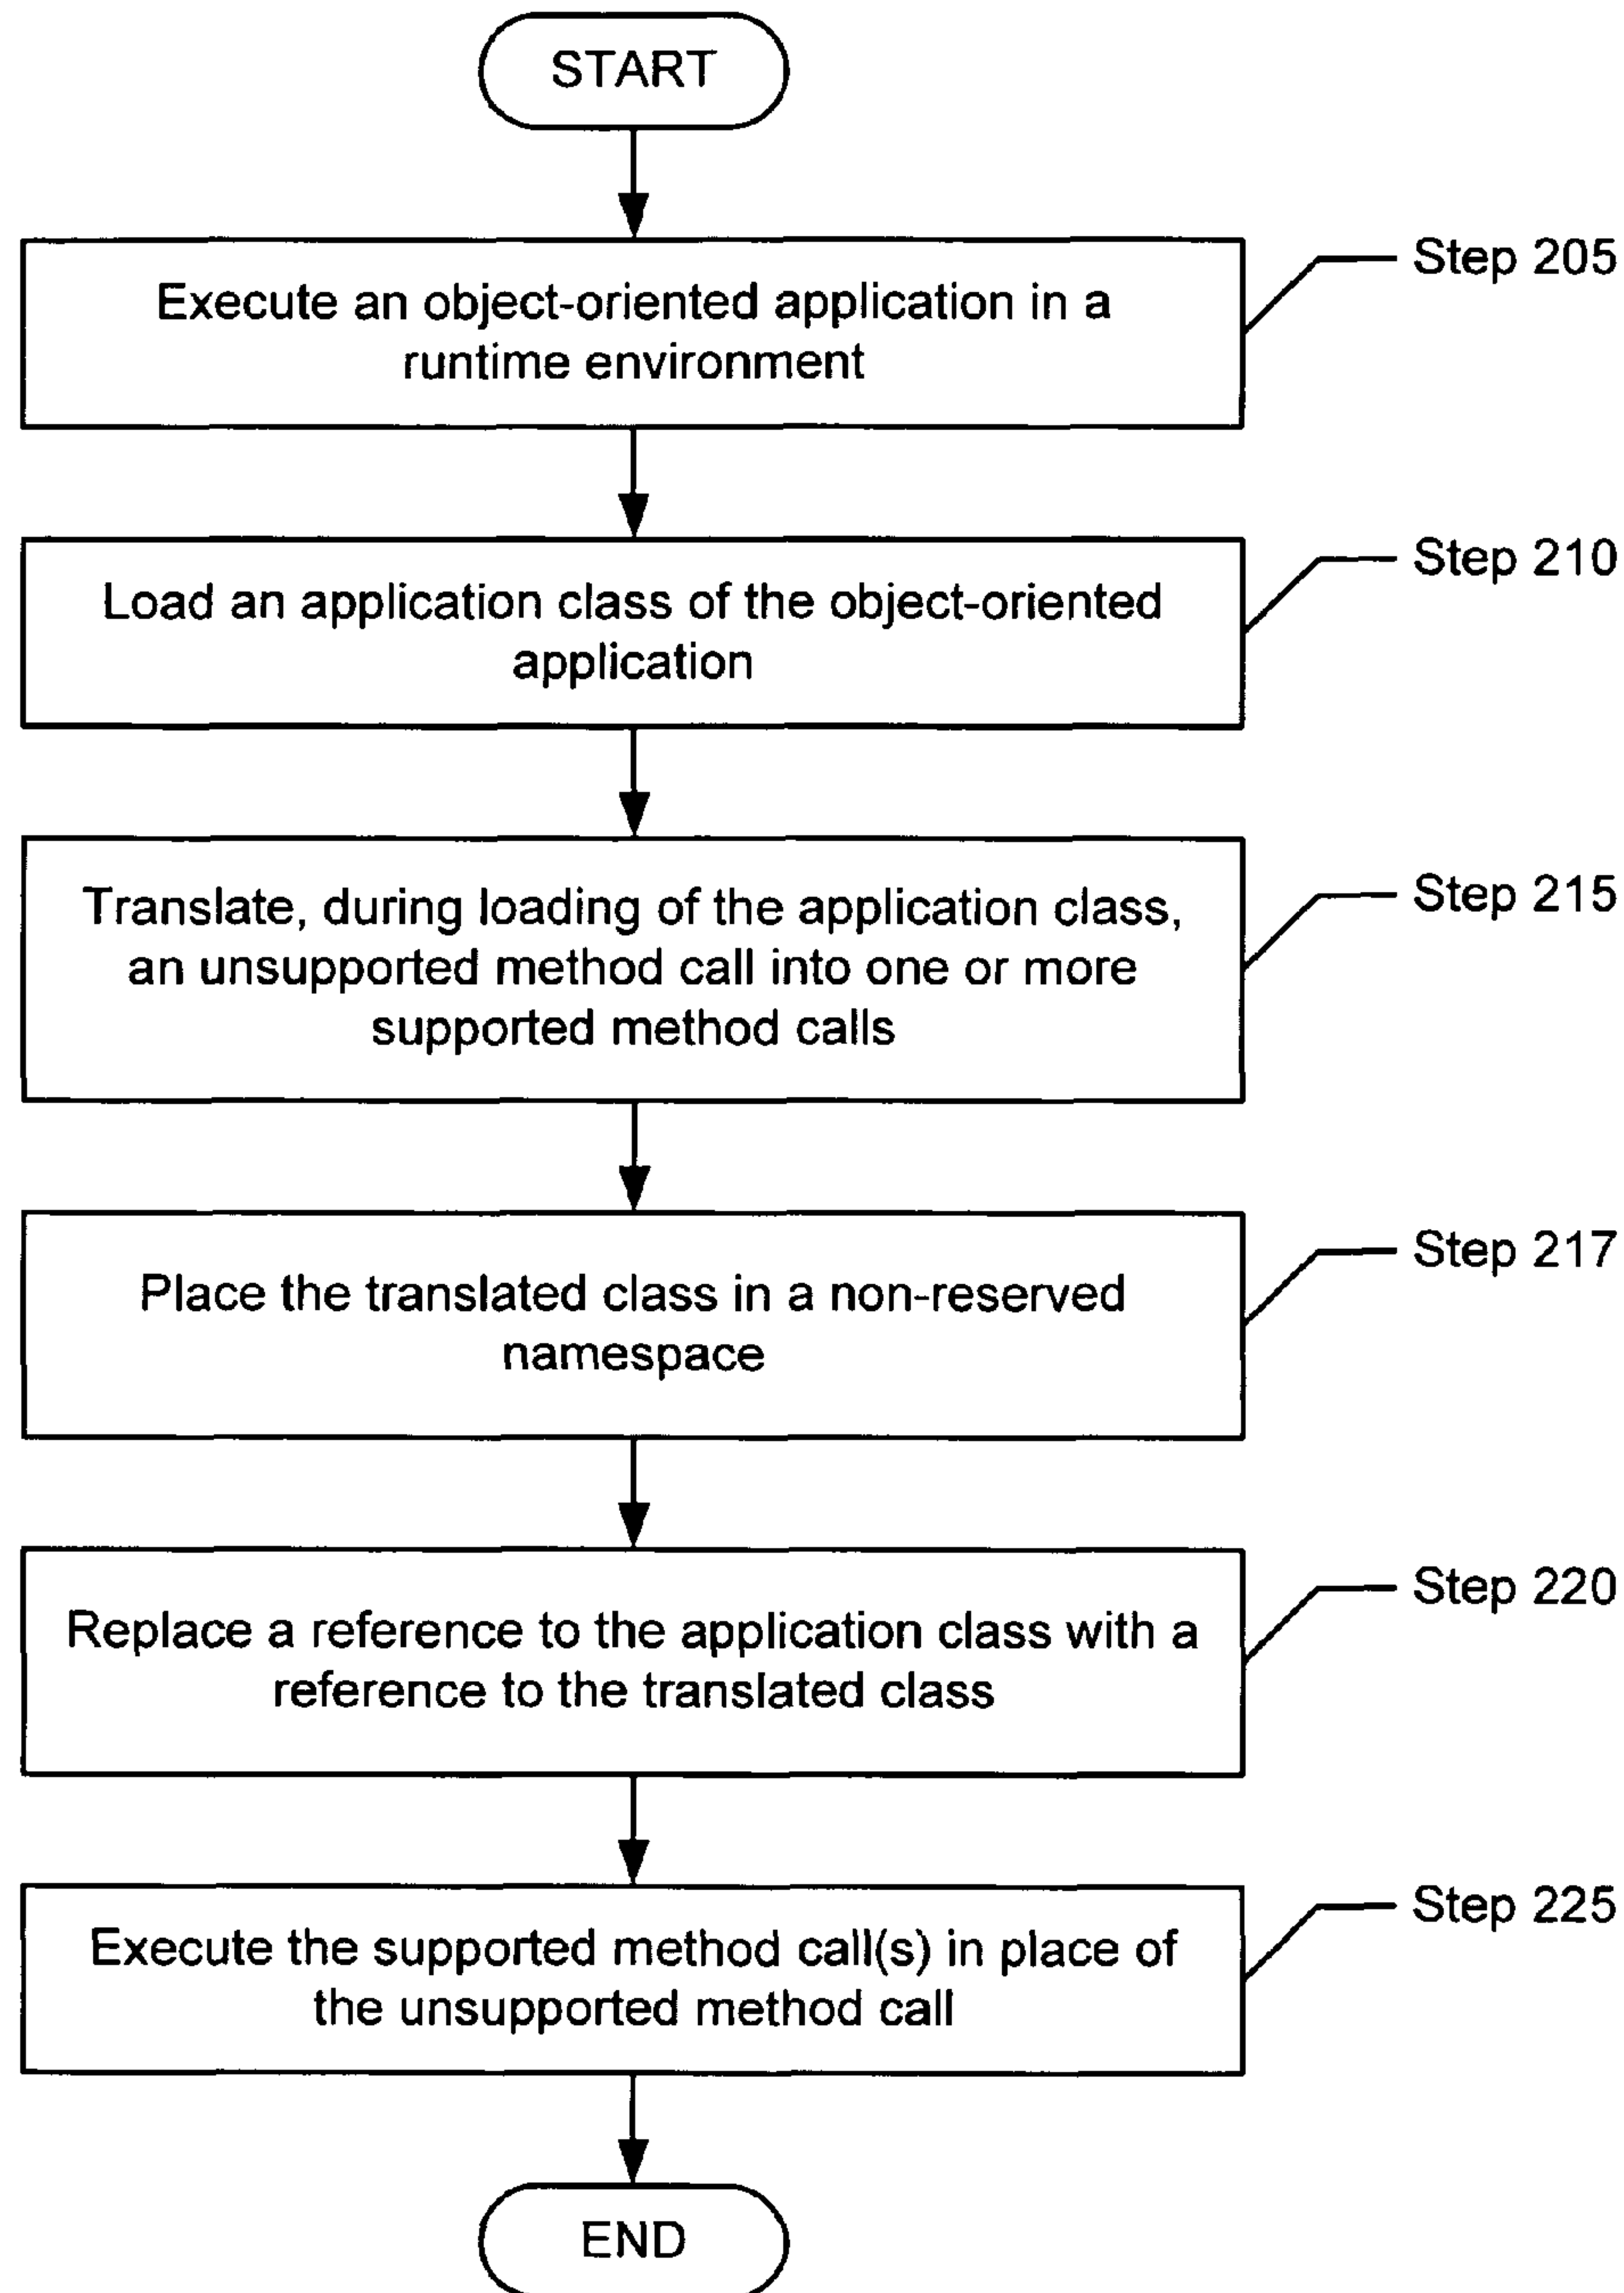 START
Execute an object-oriented application in a
runtime environment
Step 205
Load an application class of the object-oriented
application
Step 210
Translate, during loading of the application class,
an unsupported method call into one or more
supported method calls
Step 215
Place the translated class in a non-reserved
namespace
Step 217
Replace a reference to the application class with a
reference to the translated class
Step 220
Execute the supported method call(s) in place of
the unsupported method call
Step 225
END